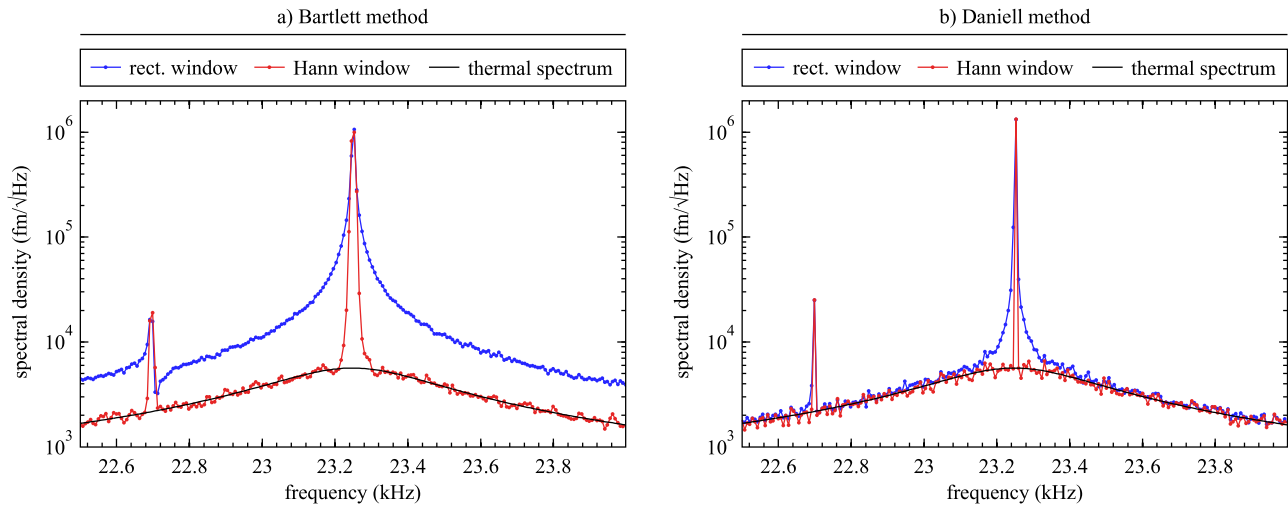 a) Bartlett method
rect. window Hann window thermal spectrum
10^6
10^5
10^4
10^3
spectral density (fm/√Hz)
22.6 22.8 23 23.2 23.4 23.6 23.8
frequency (kHz)
b) Daniell method
rect. window Hann window thermal spectrum
10^6
10^5
10^4
10^3
spectral density (fm/√Hz)
22.6 22.8 23 23.2 23.4 23.6 23.8
frequency (kHz)